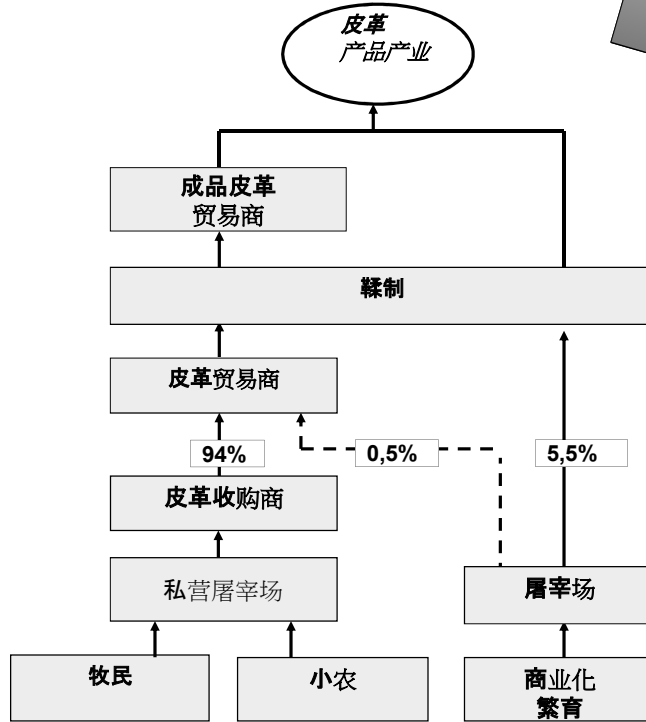 皮革
产品产业
成品皮革
贸易商
鞣制
皮革贸易商
94%
0,5%
5,5%
皮革收购商
私营屠宰场
屠宰场
牧民
小农
商业化
繁育